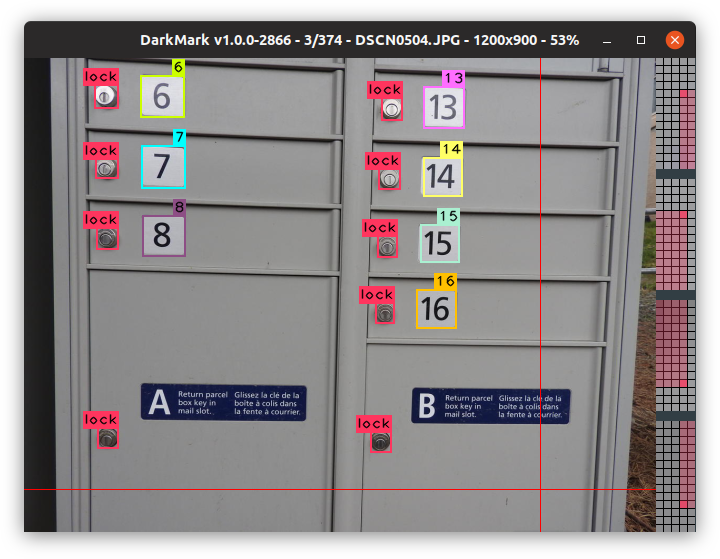 DarkMark v1.0.0-2866 - 3/374 - DSCN0504.JPG - 1200x900 - 53%
6
lock
6
13
lock
13
7
lock
7
14
lock
14
8
lock
8
15
lock
15
16
lock
16
A
Return parcel
box key in
mail slot.
Glissez la clé de la
boîte à colis dans
la fente à courrier.
B
Return parcel
box key in
mail slot.
Glissez la clé de la
boîte à colis dans
la fente à courrier.
lock
lock